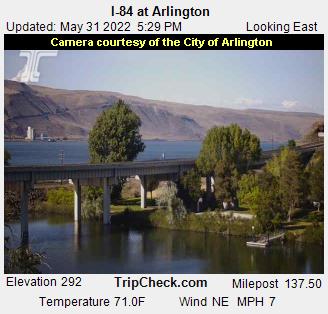 I-84 at Arlington
Updated: May 31 2022 5:29 PM Looking East
Camera courtesy of the City of Arlington
Elevation 292 TripCheck.com Milepost 137.50
Temperature 71.0F Wind NE MPH 7